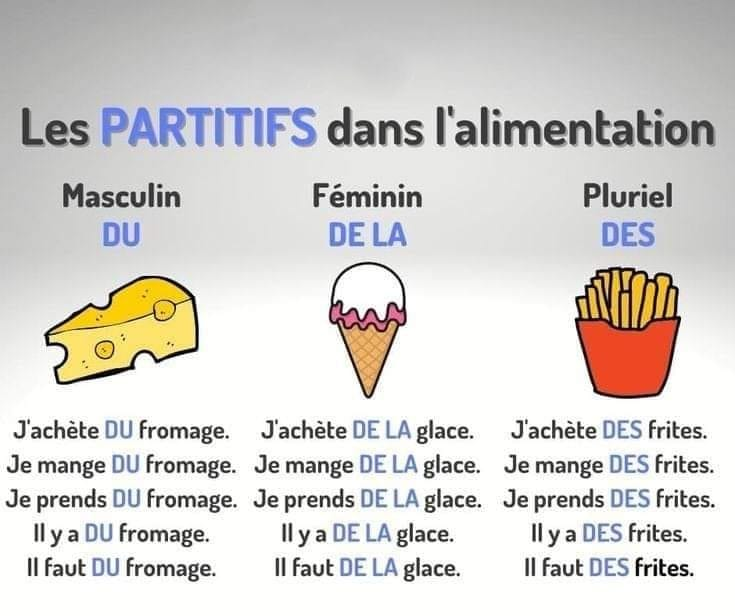 Les PARTITIFS dans l'alimentation
Masculin
DU
J'achète DU fromage.
Je mange DU fromage.
Je prends DU fromage.
Il y a DU fromage.
Il faut DU fromage.
Féminin
DE LA
J'achète DE LA glace.
Je mange DE LA glace.
Je prends DE LA glace.
Il y a DE LA glace.
Il faut DE LA glace.
Pluriel
DES
J'achète DES frites.
Je mange DES frites.
Je prends DES frites.
Il y a DES frites.
Il faut DES frites.